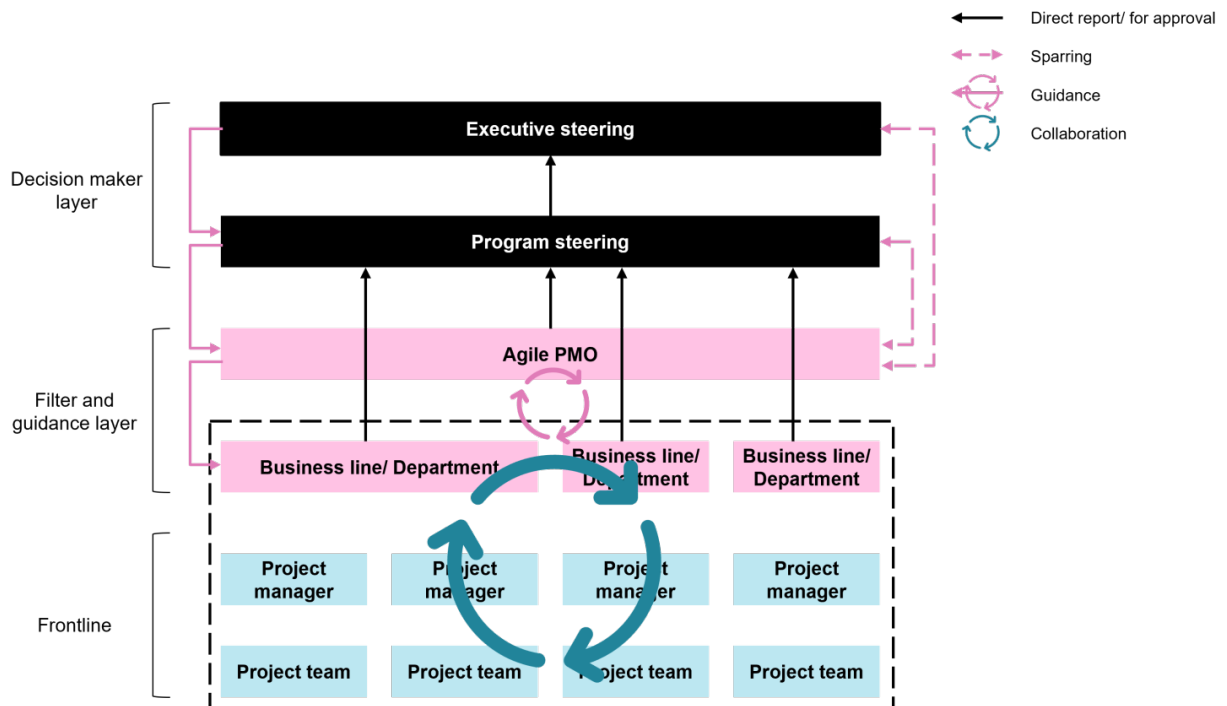 Direct report/ for approval
Sparring
Guidance
Collaboration
Executive steering
Decision maker
layer
Program steering
Agile PMO
Filter and
guidance layer
Business line/ Department
Business line/
Department
Business line/
Department
Project
manager
Project
manager
Project
manager
Project
manager
Frontline
Project team
Project team
Project team
Project team